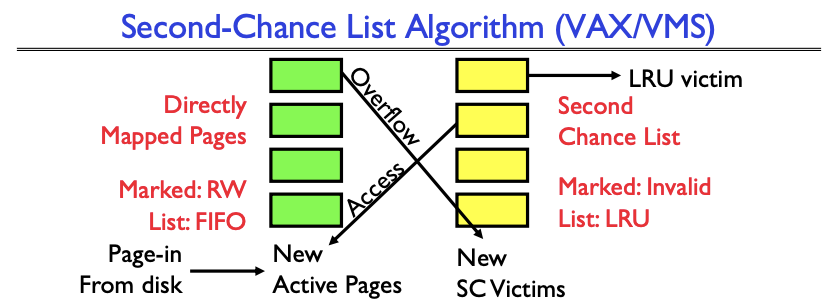 Second-Chance List Algorithm (VAX/VMS)
Directly
Mapped Pages
Marked: RW
List: FIFO
Overflow
Access
LRU victim
Second
Chance List
Marked: Invalid
List: LRU
Page-in
From disk
New
Active Pages
New
SC Victims